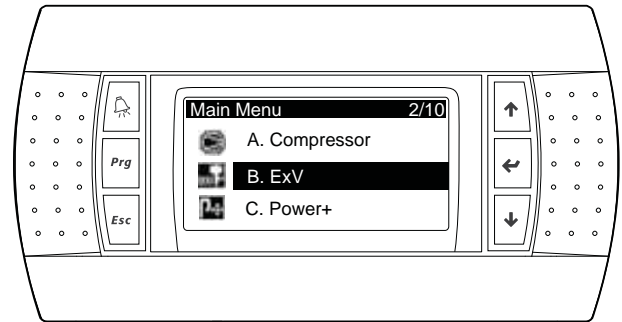 Main Menu 2/10
A. Compressor
Prg B. ExV
Esc C. Power+